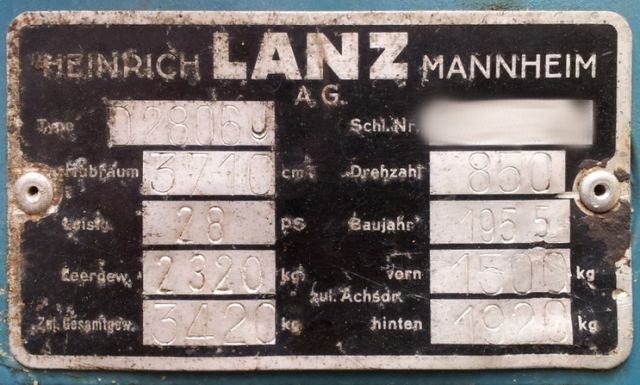 HEINRICH LANZ MANNHEIM
A.G.
Type D2806 Schl.Nr.
Hubraum 3710 cm³ Drehzahl 850
Leistg. 28 PS Baujahr 1955
Leergew. 2320 kg vorn 1500 kg
zul. Achsdr.
Zul. Gesamtgew. 3420 kg hinten 1920 kg